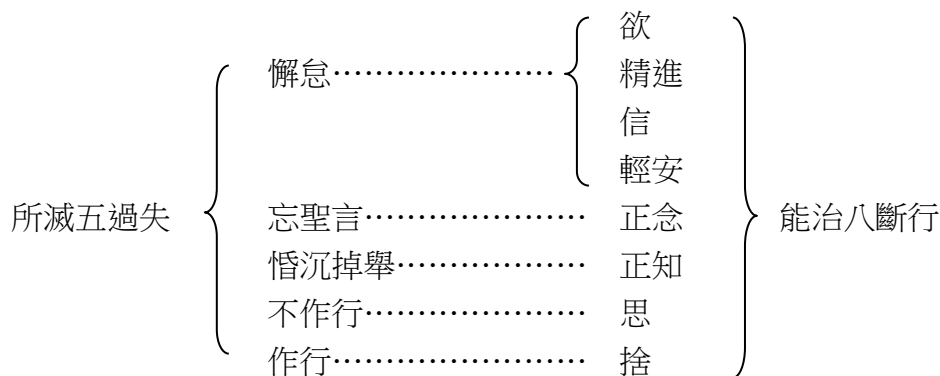 欲
懈怠…………………… 精進
信
輕安
所滅五過失 忘聖言…………………… 正念 能治八斷行
惛沉掉舉………………… 正知
不作行…………………… 思
作行……………………… 捨